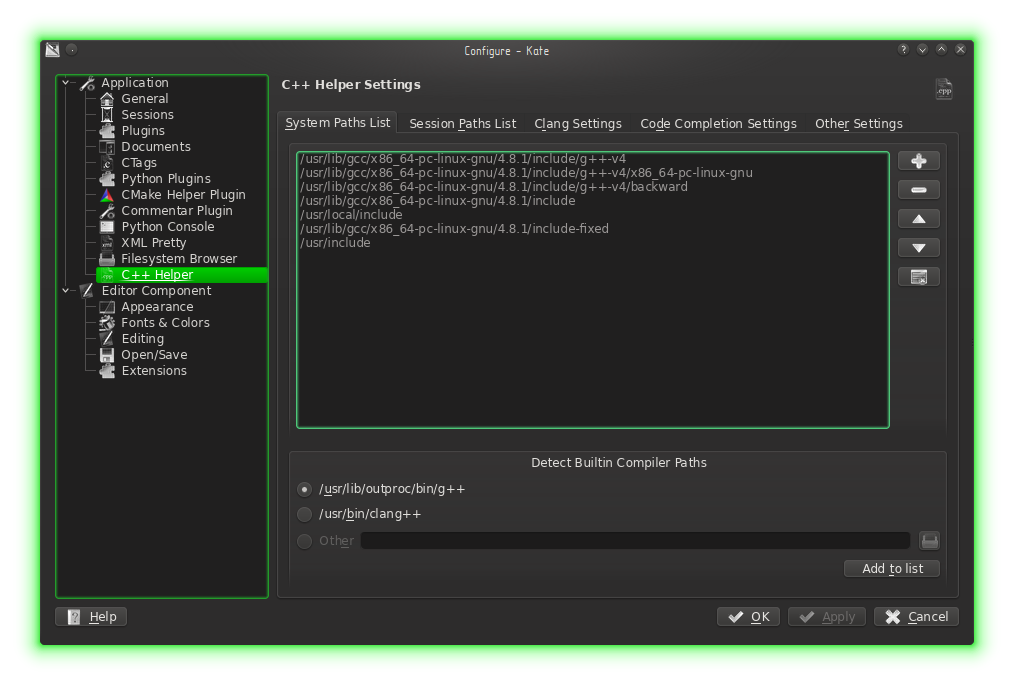 Configure – Kate
Application
General
Sessions
Plugins
Documents
CTags
Python Plugins
CMake Helper Plugin
Commentar Plugin
Python Console
XML Pretty
Filesystem Browser
C++ Helper
Editor Component
Appearance
Fonts & Colors
Editing
Open/Save
Extensions
C++ Helper Settings
System Paths List Session Paths List Clang Settings Code Completion Settings Other Settings
/usr/lib/gcc/x86_64-pc-linux-gnu/4.8.1/include/g++-v4
/usr/lib/gcc/x86_64-pc-linux-gnu/4.8.1/include/g++-v4/x86_64-pc-linux-gnu
/usr/lib/gcc/x86_64-pc-linux-gnu/4.8.1/include/g++-v4/backward
/usr/lib/gcc/x86_64-pc-linux-gnu/4.8.1/include
/usr/local/include
/usr/lib/gcc/x86_64-pc-linux-gnu/4.8.1/include-fixed
/usr/include
Detect Builtin Compiler Paths
/usr/lib/outproc/bin/g++
/usr/bin/clang++
Other
Add to list
Help
OK
Apply
Cancel